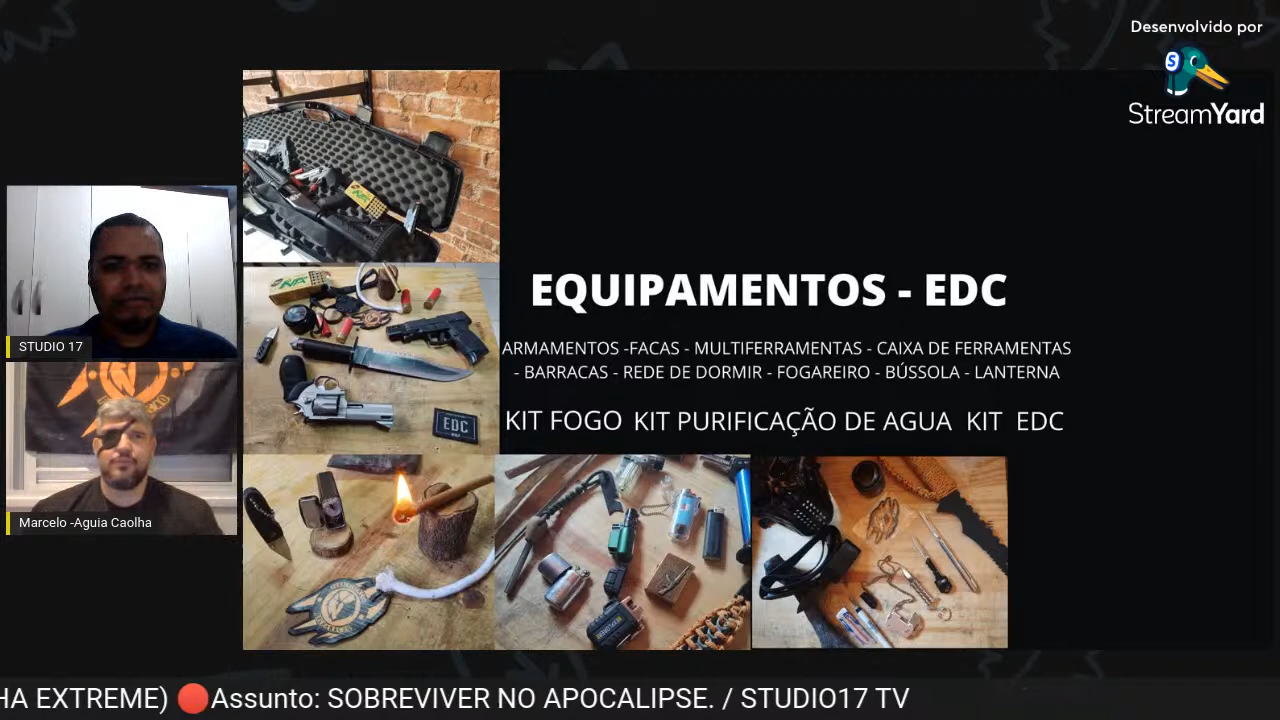 Desenvolvido por
StreamYard
EQUIPAMENTOS - EDC
ARMAMENTOS -FACAS - MULTIFERRAMENTAS - CAIXA DE FERRAMENTAS
- BARRACAS - REDE DE DORMIR - FOGAREIRO - BÚSSOLA - LANTERNA
KIT FOGO KIT PURIFICAÇÃO DE AGUA KIT EDC
EDC
STUDIO 17
Marcelo -Aguia Caolha
HA EXTREME) 🔴Assunto: SOBREVIVER NO APOCALIPSE. / STUDIO17 TV